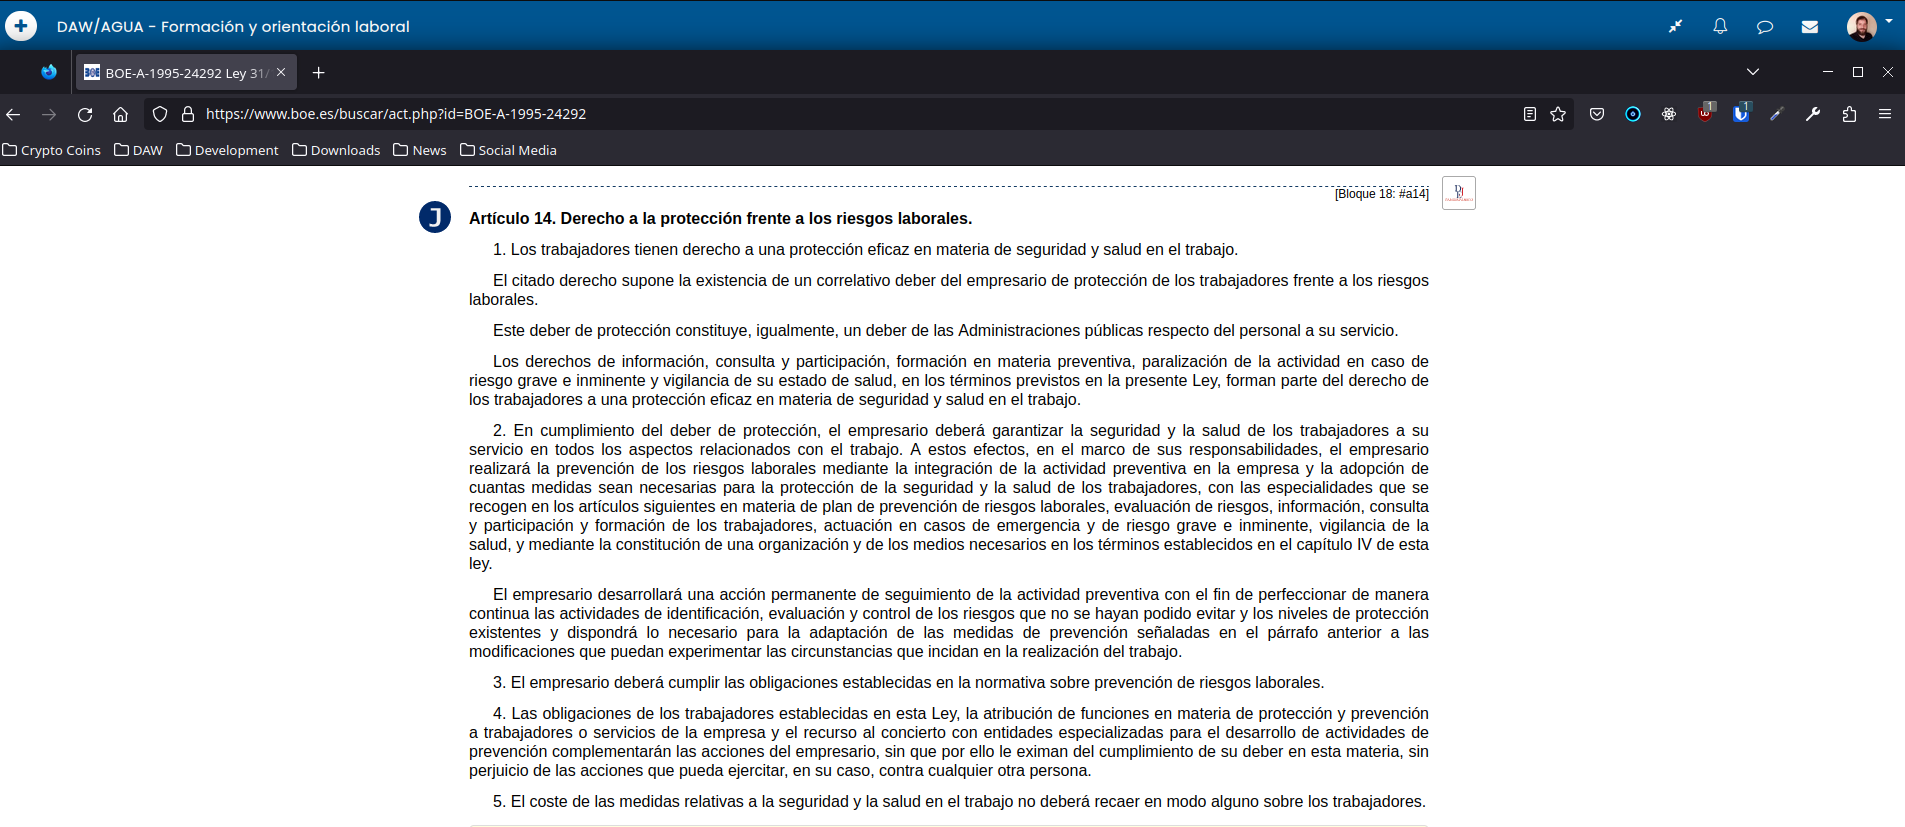 DAW/AGUA - Formación y orientación laboral
BOE-A-1995-24292 Ley 31/
https://www.boe.es/buscar/act.php?id=BOE-A-1995-24292
1
1
Crypto Coins DAW Development Downloads News Social Media
[Bloque 18: #a14]
J
Artículo 14. Derecho a la protección frente a los riesgos laborales.
1. Los trabajadores tienen derecho a una protección eficaz en materia de seguridad y salud en el trabajo.
El citado derecho supone la existencia de un correlativo deber del empresario de protección de los trabajadores frente a los riesgos
laborales.
Este deber de protección constituye, igualmente, un deber de las Administraciones públicas respecto del personal a su servicio.
Los derechos de información, consulta y participación, formación en materia preventiva, paralización de la actividad en caso de
riesgo grave e inminente y vigilancia de su estado de salud, en los términos previstos en la presente Ley, forman parte del derecho de
los trabajadores a una protección eficaz en materia de seguridad y salud en el trabajo.
2. En cumplimiento del deber de protección, el empresario deberá garantizar la seguridad y la salud de los trabajadores a su
servicio en todos los aspectos relacionados con el trabajo. A estos efectos, en el marco de sus responsabilidades, el empresario
realizará la prevención de los riesgos laborales mediante la integración de la actividad preventiva en la empresa y la adopción de
cuantas medidas sean necesarias para la protección de la seguridad y la salud de los trabajadores, con las especialidades que se
recogen en los artículos siguientes en materia de plan de prevención de riesgos laborales, evaluación de riesgos, información, consulta
y participación y formación de los trabajadores, actuación en casos de emergencia y de riesgo grave e inminente, vigilancia de la
salud, y mediante la constitución de una organización y de los medios necesarios en los términos establecidos en el capítulo IV de esta
ley.
El empresario desarrollará una acción permanente de seguimiento de la actividad preventiva con el fin de perfeccionar de manera
continua las actividades de identificación, evaluación y control de los riesgos que no se hayan podido evitar y los niveles de protección
existentes y dispondrá lo necesario para la adaptación de las medidas de prevención señaladas en el párrafo anterior a las
modificaciones que puedan experimentar las circunstancias que incidan en la realización del trabajo.
3. El empresario deberá cumplir las obligaciones establecidas en la normativa sobre prevención de riesgos laborales.
4. Las obligaciones de los trabajadores establecidas en esta Ley, la atribución de funciones en materia de protección y prevención
a trabajadores o servicios de la empresa y el recurso al concierto con entidades especializadas para el desarrollo de actividades de
prevención complementarán las acciones del empresario, sin que por ello le eximan del cumplimiento de su deber en esta materia, sin
perjuicio de las acciones que pueda ejercitar, en su caso, contra cualquier otra persona.
5. El coste de las medidas relativas a la seguridad y la salud en el trabajo no deberá recaer en modo alguno sobre los trabajadores.